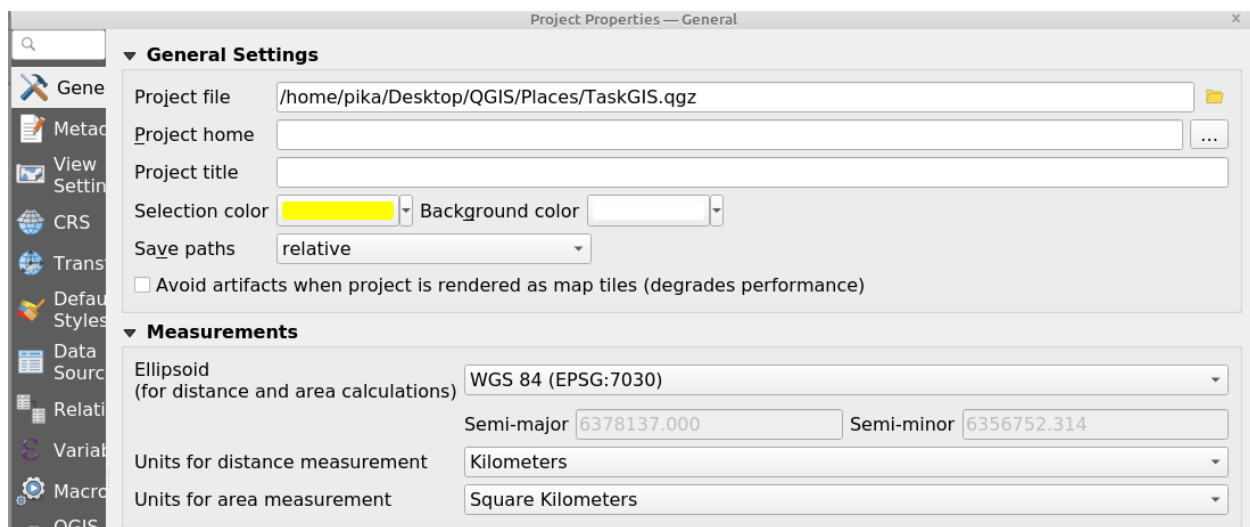 Project Properties — General
x
General Settings
Gene
Project file
/home/pika/Desktop/QGIS/Places/TaskGIS.qgz
Metad
Project home
...
View
Settin
Project title
CRS
Selection color
Background color
Trans
Save paths
relative
Avoid artifacts when project is rendered as map tiles (degrades performance)
Defau
Styles
Measurements
Data
Sourc
Ellipsoid
(for distance and area calculations)
WGS 84 (EPSG:7030)
Relati
Semi-major
6378137.000
Semi-minor
6356752.314
Variab
Units for distance measurement
Kilometers
Macro
Units for area measurement
Square Kilometers
QGIS